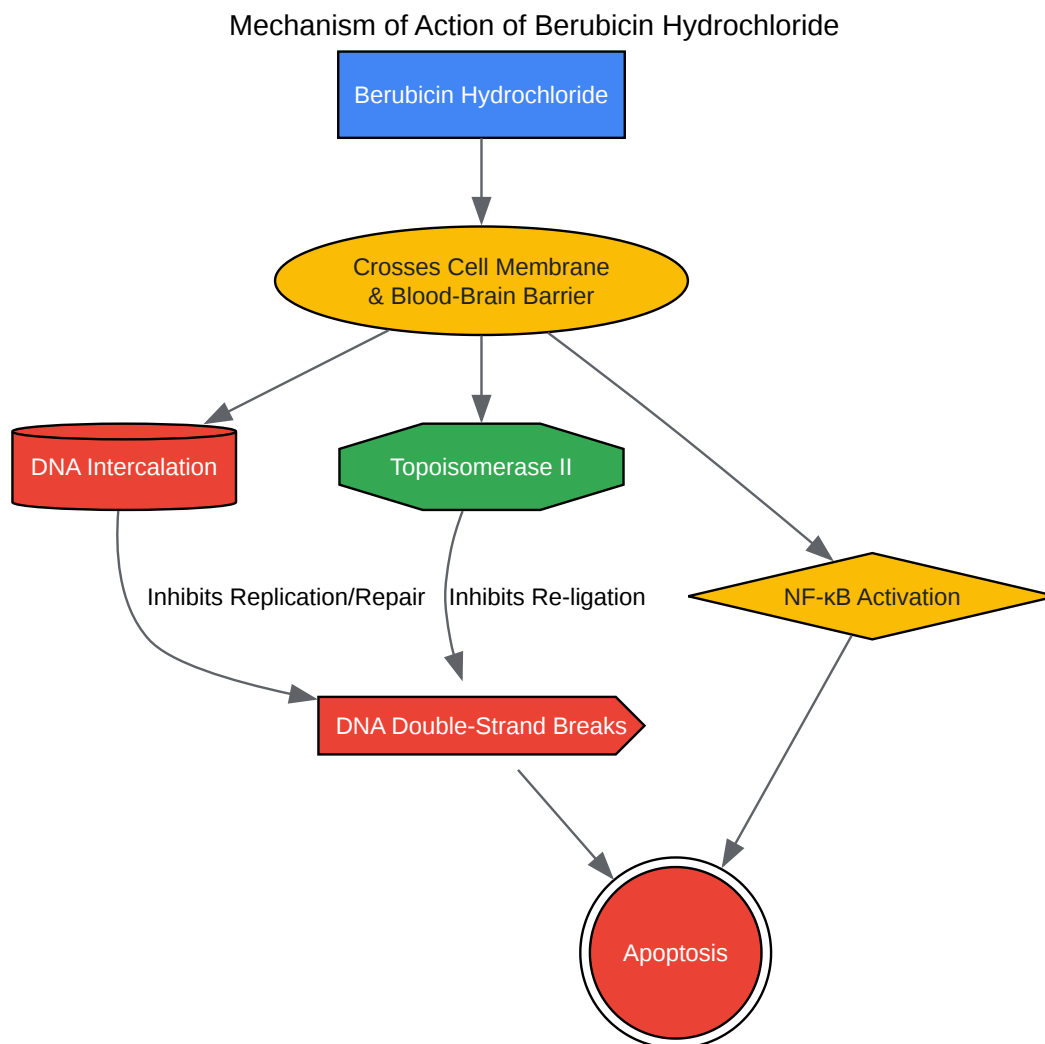 Mechanism of Action of Berubicin Hydrochloride
Berubicin Hydrochloride
Crosses Cell Membrane
& Blood-Brain Barrier
DNA Intercalation
Topoisomerase II
Inhibits Replication/Repair
Inhibits Re-ligation
NF-κB Activation
DNA Double-Strand Breaks
Apoptosis